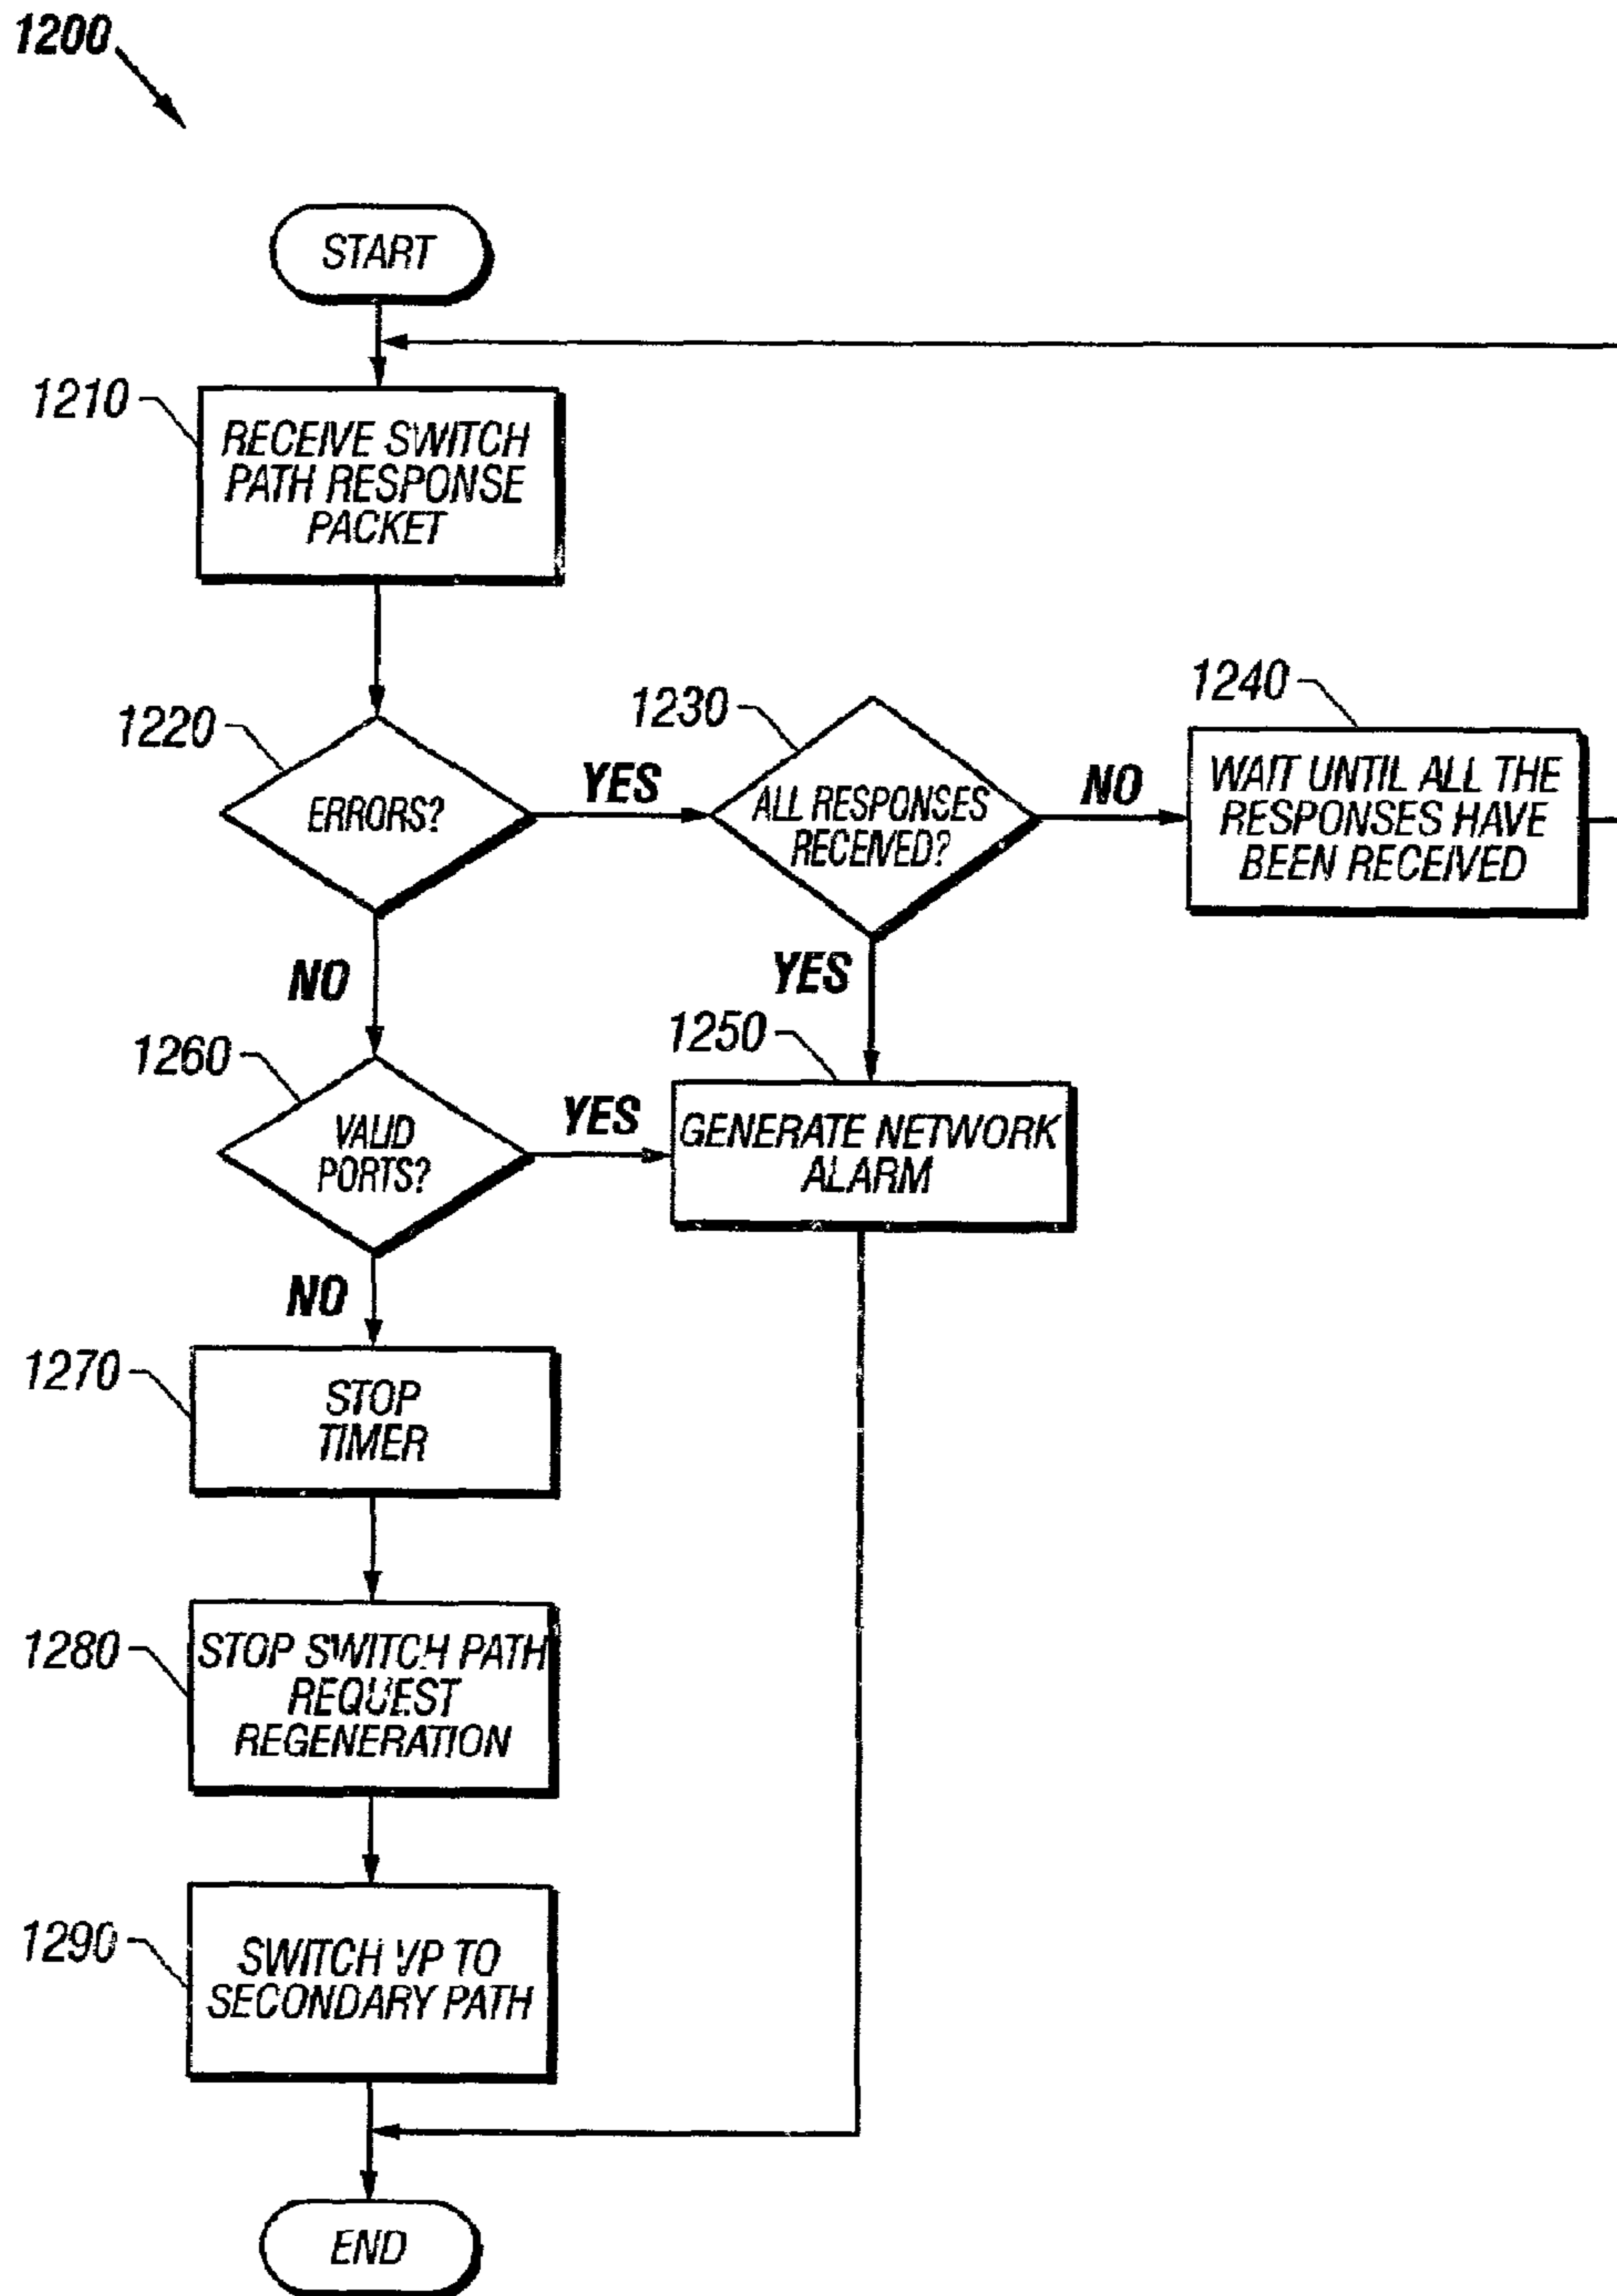 1200
START
1210
RECEIVE SWITCH
PATH RESPONSE
PACKET
1220
ERRORS?
YES
1230
ALL RESPONSES
RECEIVED?
NO
1240
WAIT UNTIL ALL THE
RESPONSES HAVE
BEEN RECEIVED
NO
YES
1260
VALID
PORTS?
YES
1250
GENERATE NETWORK
ALARM
NO
1270
STOP
TIMER
1280
STOP SWITCH PATH
REQUEST
REGENERATION
1290
SWITCH VP TO
SECONDARY PATH
END